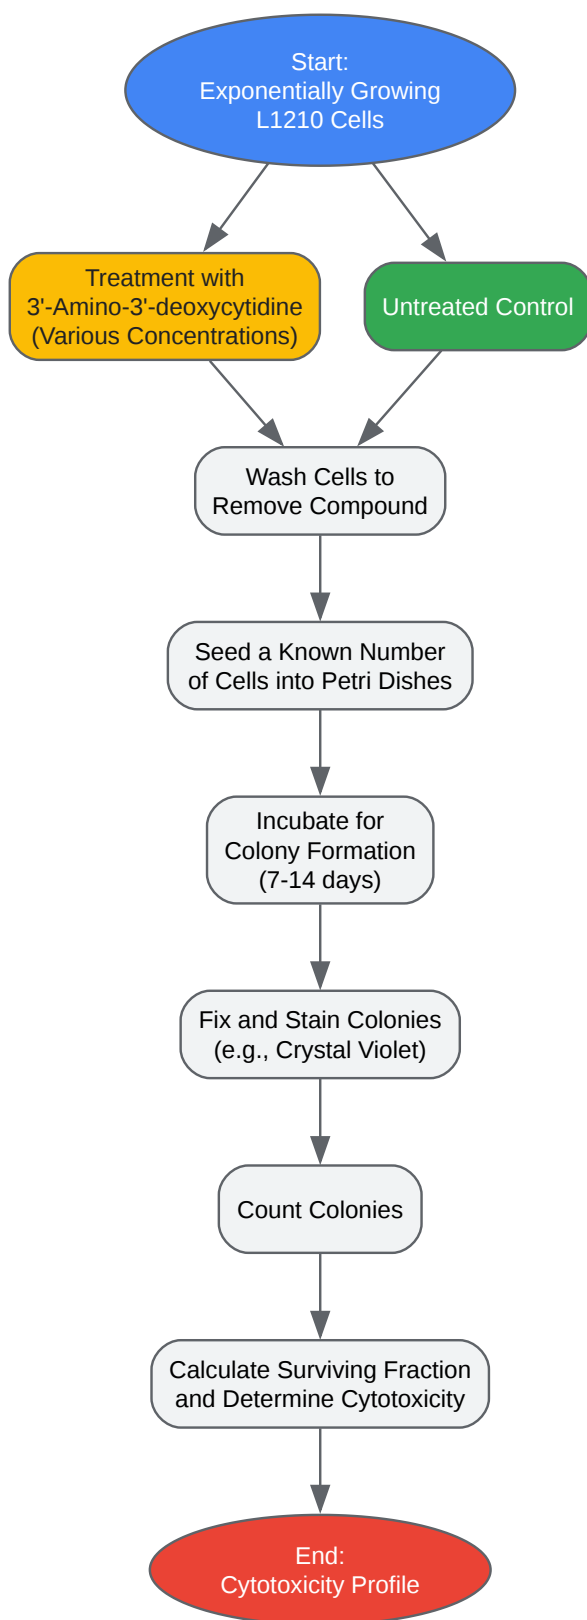 Start:
Exponentially Growing
L1210 Cells
Treatment with
3'-Amino-3'-deoxycytidine
(Various Concentrations)
Untreated Control
Wash Cells to
Remove Compound
Seed a Known Number
of Cells into Petri Dishes
Incubate for
Colony Formation
(7-14 days)
Fix and Stain Colonies
(e.g., Crystal Violet)
Count Colonies
Calculate Surviving Fraction
and Determine Cytotoxicity
End:
Cytotoxicity Profile